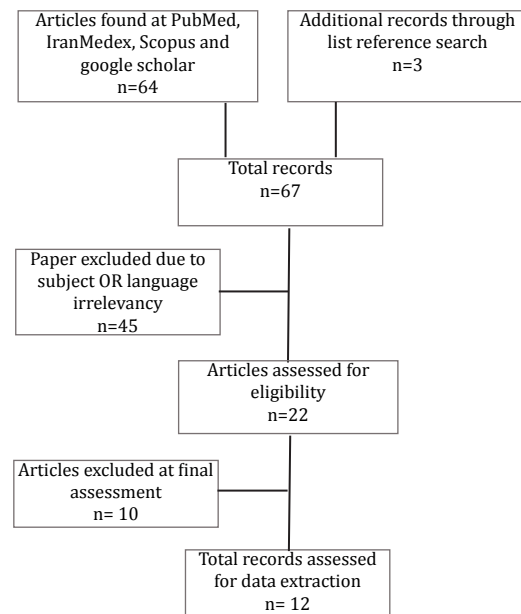 Articles found at PubMed,
IranMedex, Scopus and
google scholar
n=64
Additional records through
list reference search
n=3
Total records
n=67
Paper excluded due to
subject OR language
irrelevancy
n=45
Articles assessed for
eligibility
n=22
Articles excluded at final
assessment
n= 10
Total records assessed
for data extraction
n= 12